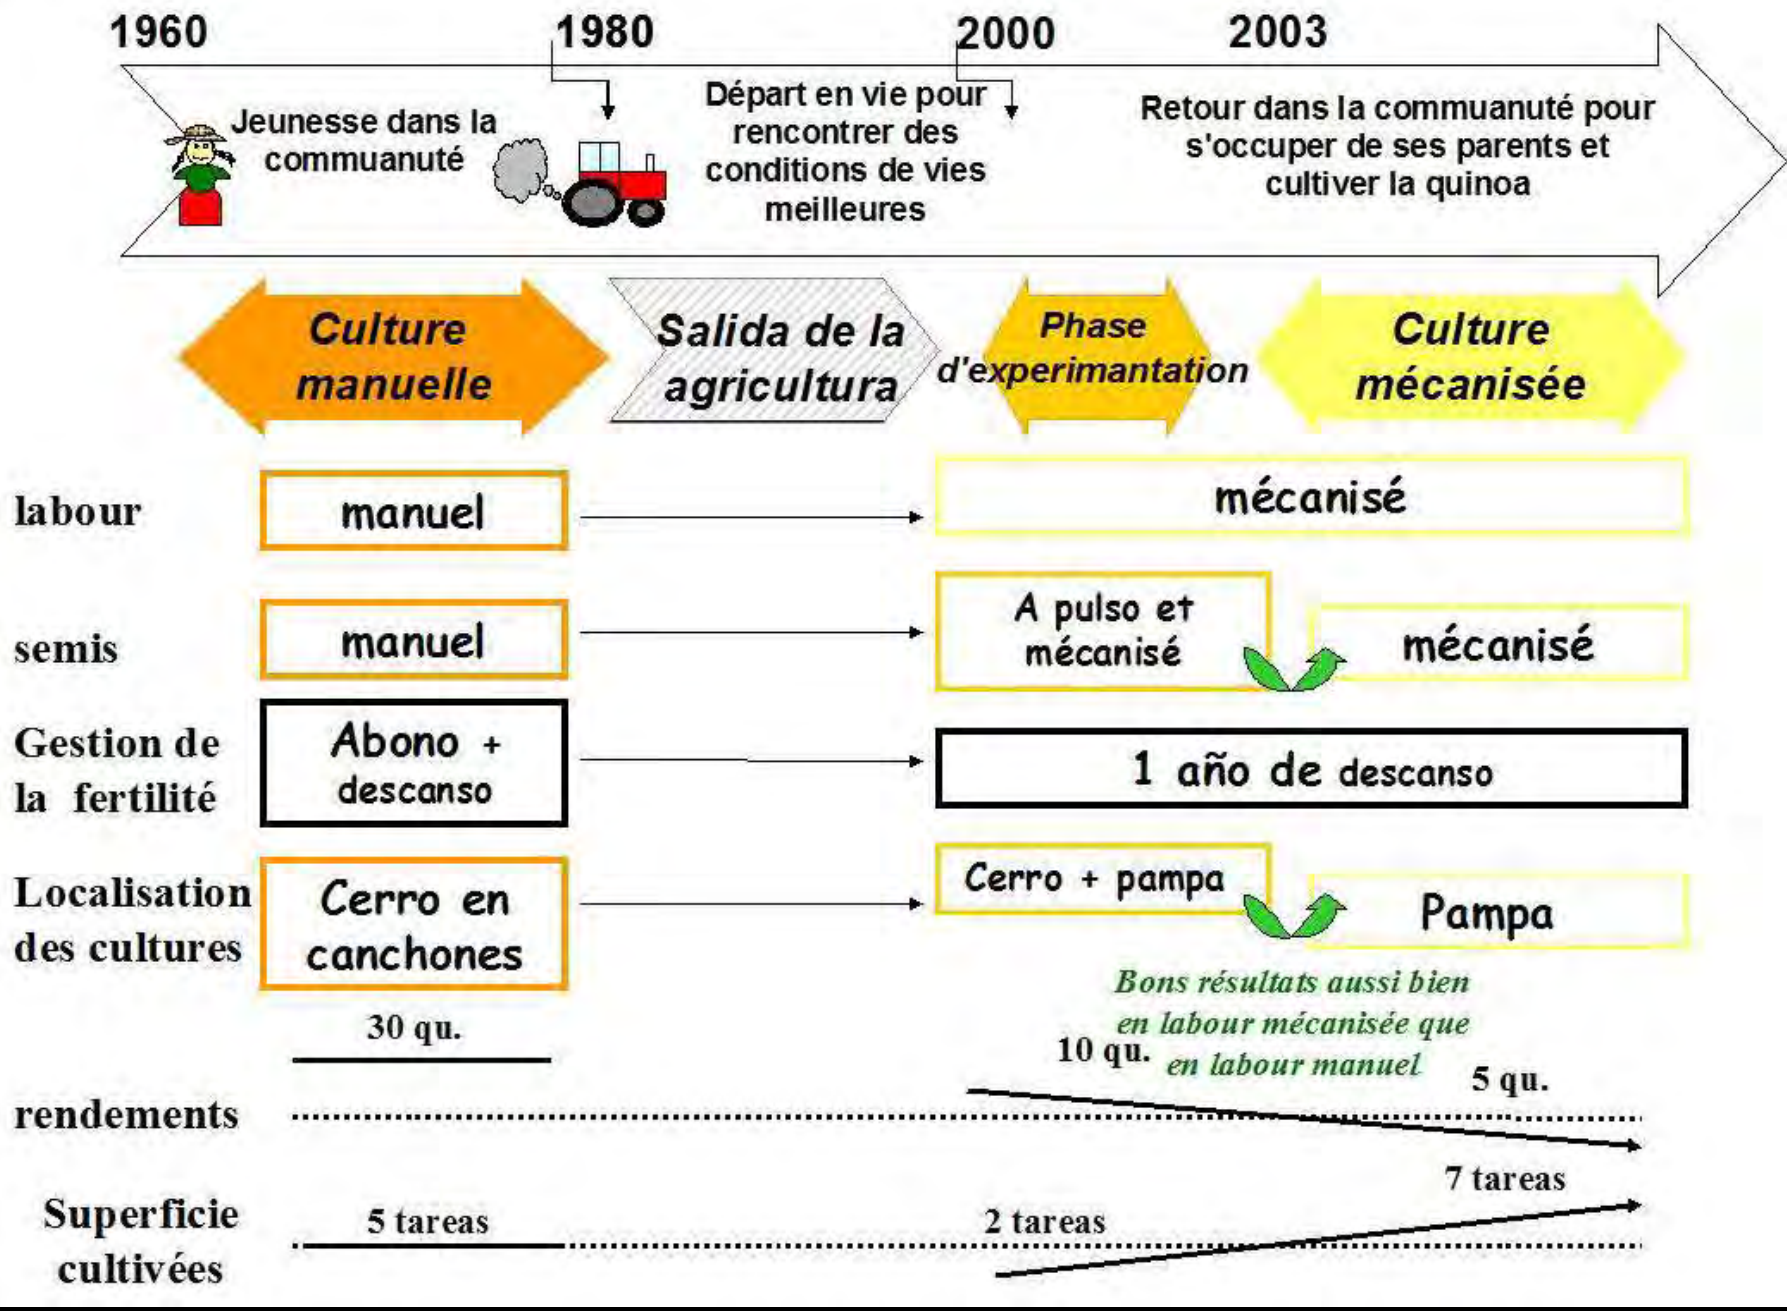 1960
1980
2000
2003
Jeunesse dans la
commuanuté
Départ en vie pour
rencontrer des
conditions de vies
meilleures
Retour dans la commuanuté pour
s'occuper de ses parents et
cultiver la quinoa
Culture
manuelle
Salida de la
agricultura
Phase
d'experimantation
Culture
mécanisée
labour
manuel
mécanisé
semis
manuel
A pulso et
mécanisé
mécanisé
Gestion de
la fertilité
Abono +
descanso
1 año de descanso
Localisation
des cultures
Cerro en
canchones
Cerro + pampa
Pampa
Bons résultats aussi bien
en labour mécanisée que
en labour manuel
rendements
30 qu.
10 qu.
5 qu.
Superficie
cultivées
5 tareas
2 tareas
7 tareas